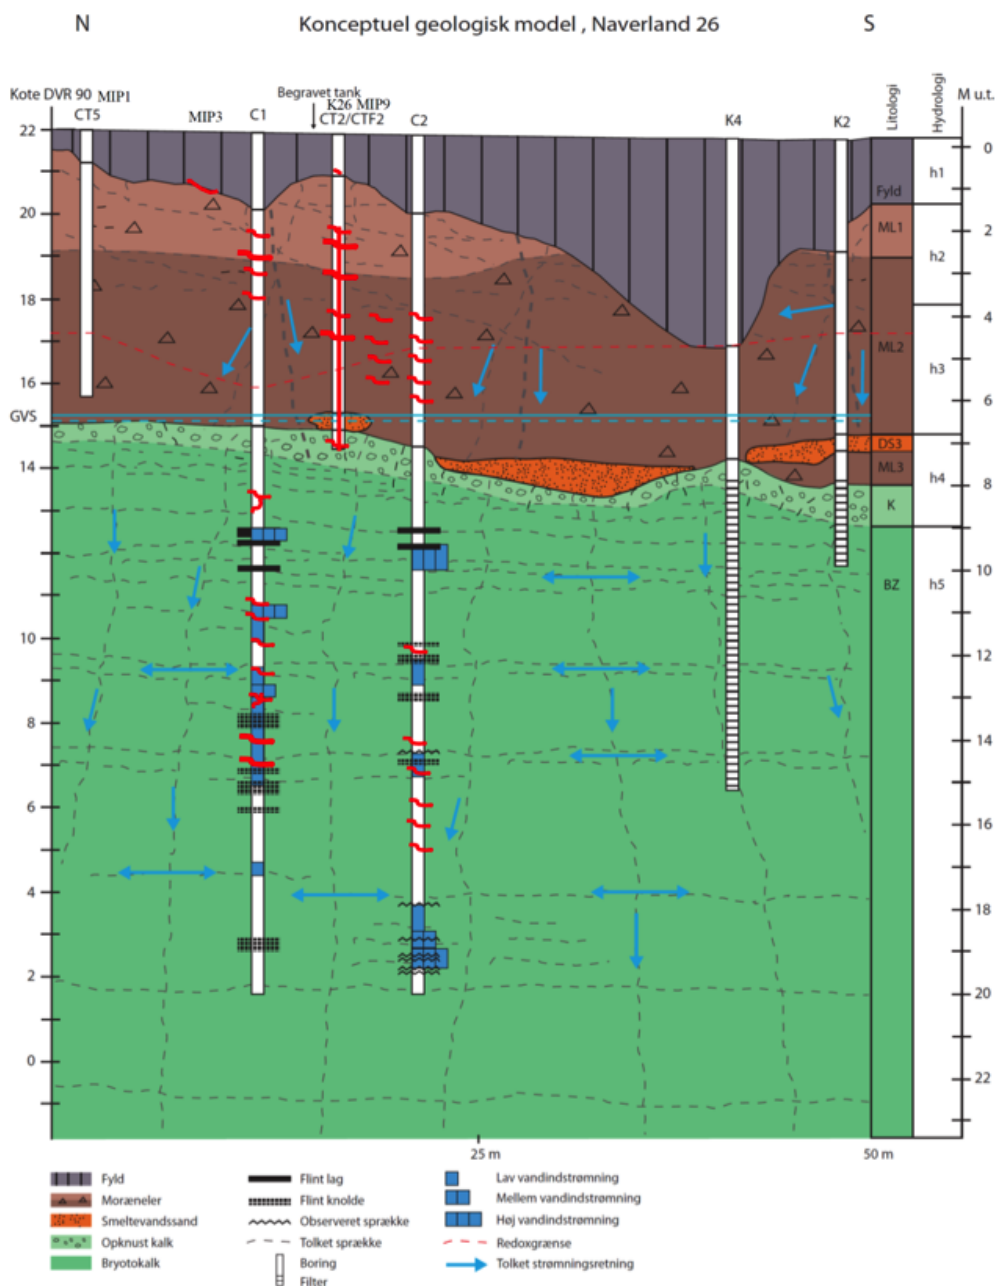 N Konceptuel geologisk model , Naverland 26 S
Kote DVR 90 MIP1 Begravet tank Litologi Hydrologi M u.t.
K26 MIP9
CT5 MIP3 C1 CT2/CTF2 C2 K4 K2
22
0
h1
Fyld
20
ML1
2
h2
18
4
ML2
h3
16
6
GVS
DS3
14
ML3
h4
8
K
10
BZ
h5
10
12
8
14
6
16
4
18
2
20
0
22
25 m 50 m
Fyld Flint lag Lav vandindstrømning
Moræneler Flint knolde Mellem vandindstrømning
Smeltevandssand Observeret sprække Høj vandindstrømning
Opknust kalk Tolket sprække Redoxgrænse
Bryotokalk Boring Tolket strømningsretning
Filter